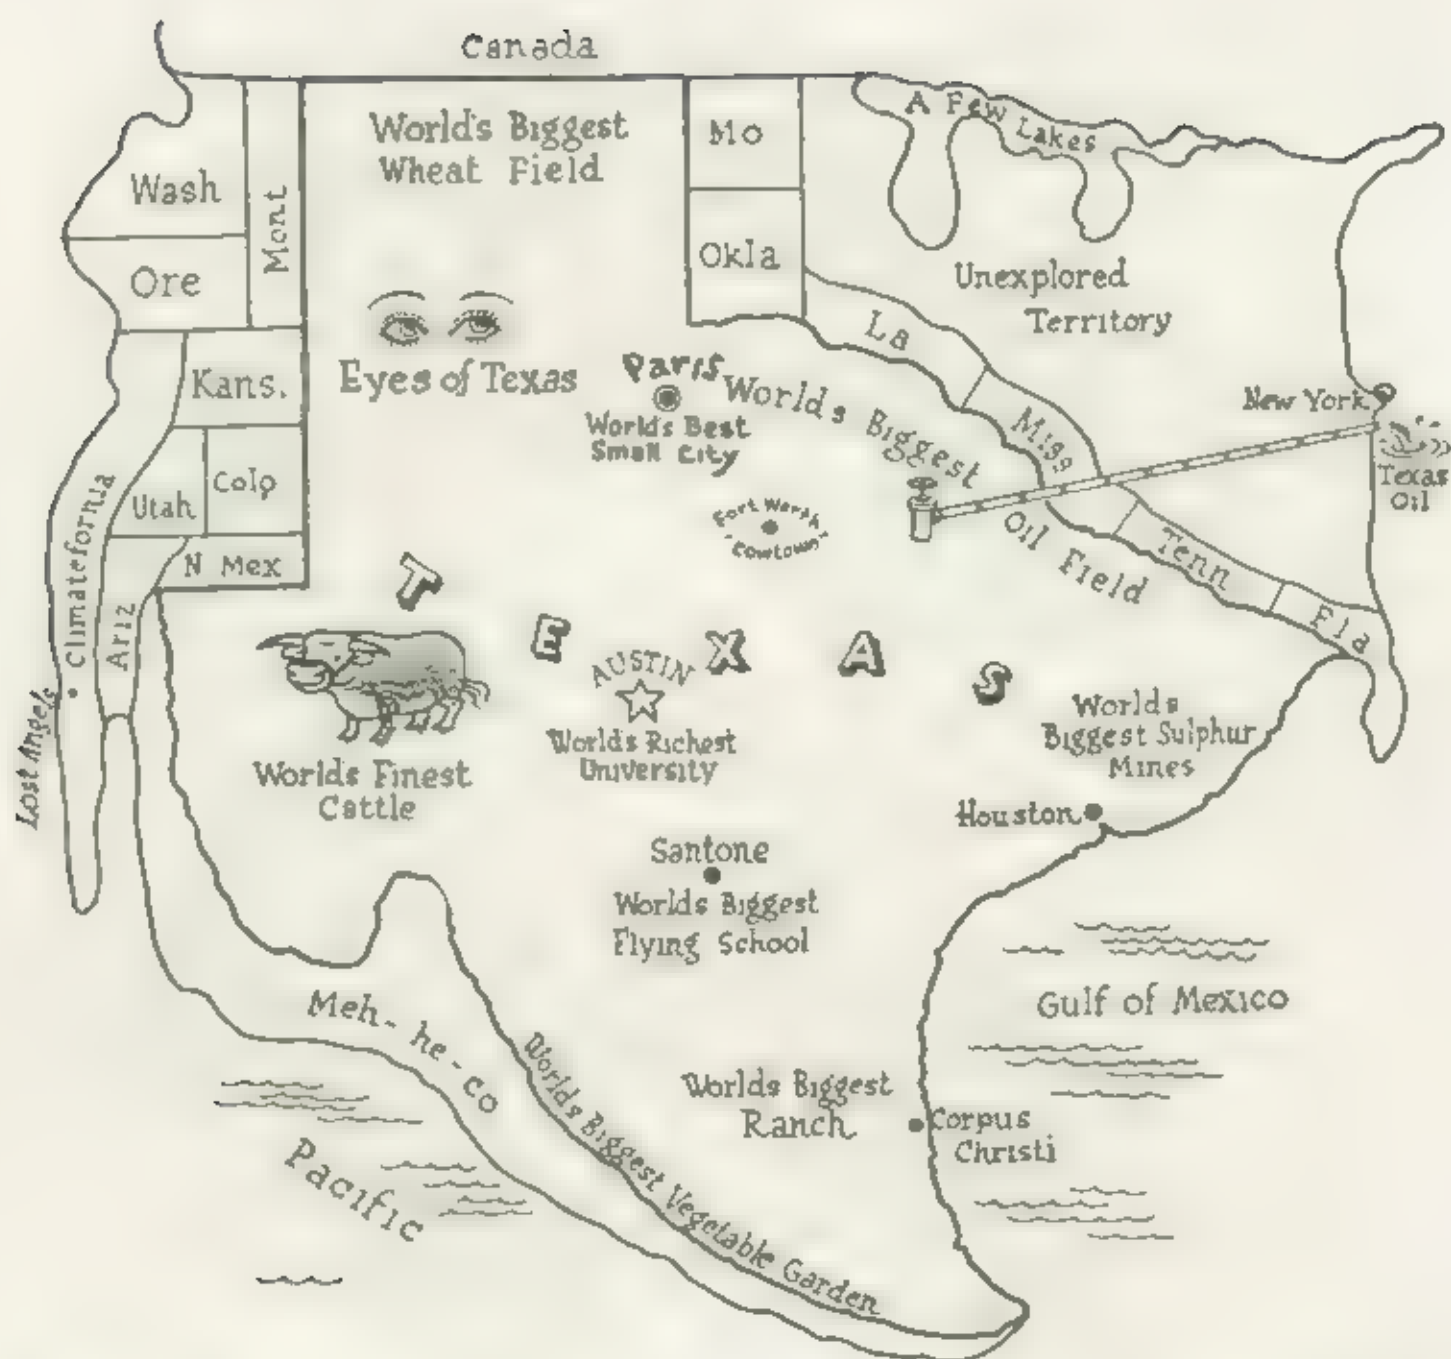 Canada
World's Biggest
Wheat Field
Mo
A Few Lakes
Wash
Mont
Okla
Ore
Unexplored
Territory
La
Eyes of Texas
Kans.
Paris
World's Best
Small City
Worlds Biggest
Oil Field
Miss
New York
Texas
Oil
Utah
Colo
Fort Worth
"Cowtown"
Tenn
Fla
N Mex
Climatefornia
Ariz
Lost Angels
TEXAS
AUSTIN
World's Richest
University
World's Finest
Cattle
Worlds
Biggest Sulphur
Mines
Houston
Santone
Worlds Biggest
Flying School
Gulf of Mexico
Meh-he-co
Worlds Biggest Vegetable Garden
Worlds Biggest
Ranch
Corpus
Christi
Pacific